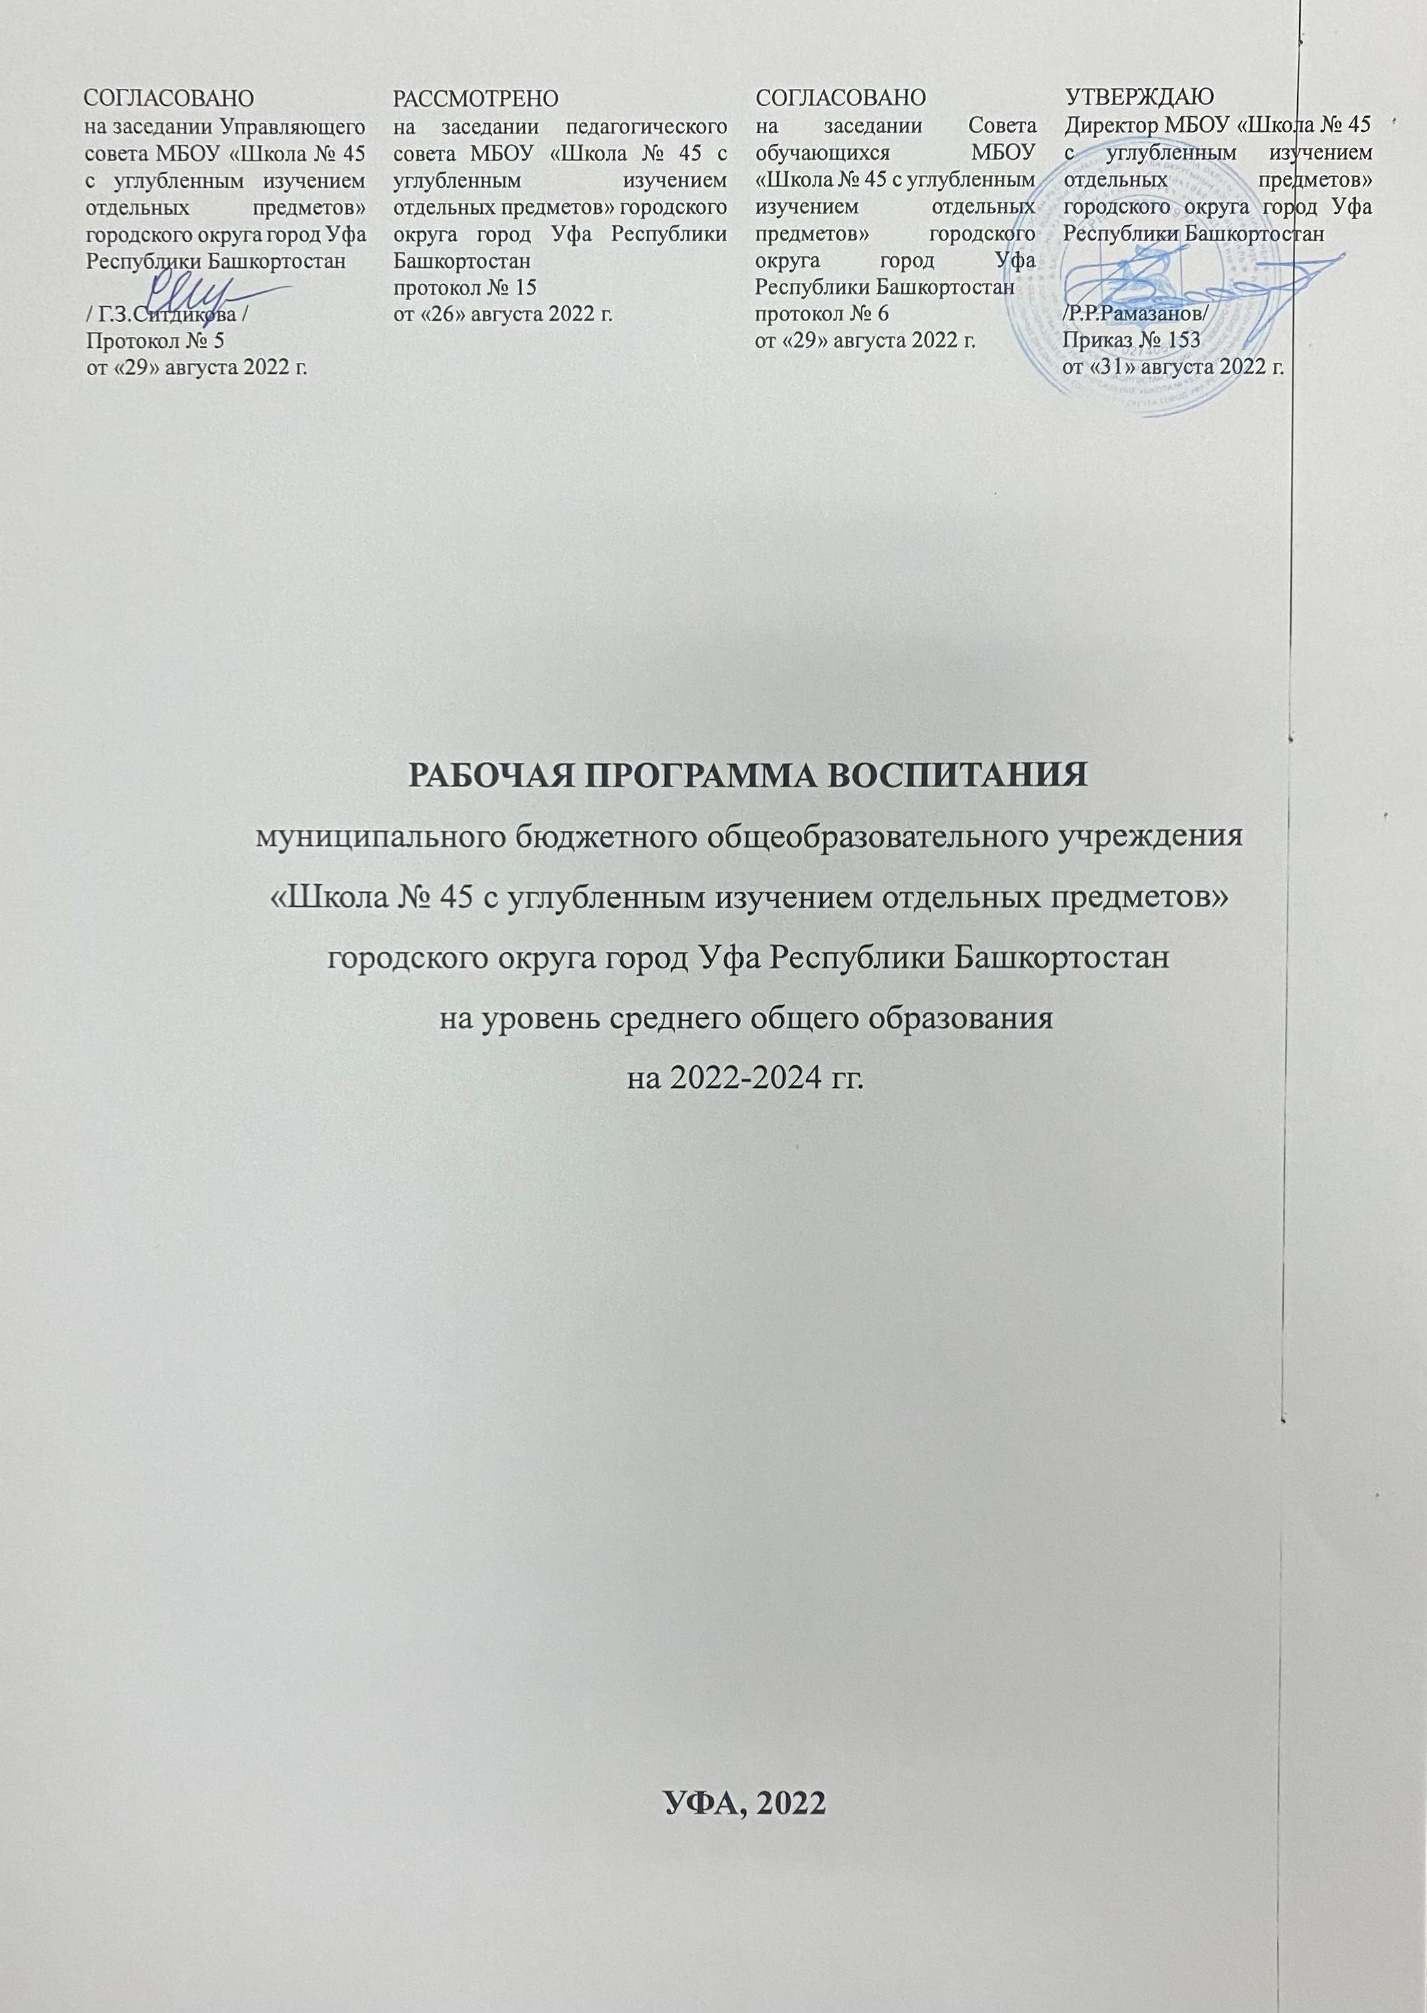 СОГЛАСОВАНО
на заседании Управляющего
совета МБОУ «Школа № 45
с углубленным изучением
отдельных предметов»
городского округа город Уфа
Республики Башкортостан
/ Г.З.Ситдикова /
Протокол № 5
от «29» августа 2022 г.
РАССМОТРЕНО
на заседании педагогического
совета МБОУ «Школа № 45 с
углубленным изучением
отдельных предметов» городского
округа город Уфа Республики
Башкортостан
протокол № 15
от «26» августа 2022 г.
СОГЛАСОВАНО
на заседании Совета
обучающихся МБОУ
«Школа № 45 с углубленным
изучением отдельных
предметов» городского
округа город Уфа
Республики Башкортостан
протокол № 6
от «29» августа 2022 г.
УТВЕРЖДАЮ
Директор МБОУ «Школа № 45
с углубленным изучением
отдельных предметов»
городского округа город Уфа
Республики Башкортостан
/Р.Р.Рамазанов/
Приказ № 153
от «31» августа 2022 г.
РАБОЧАЯ ПРОГРАММА ВОСПИТАНИЯ
муниципального бюджетного общеобразовательного учреждения
«Школа № 45 с углубленным изучением отдельных предметов»
городского округа город Уфа Республики Башкортостан
на уровень среднего общего образования
на 2022-2024 гг.
УФА, 2022